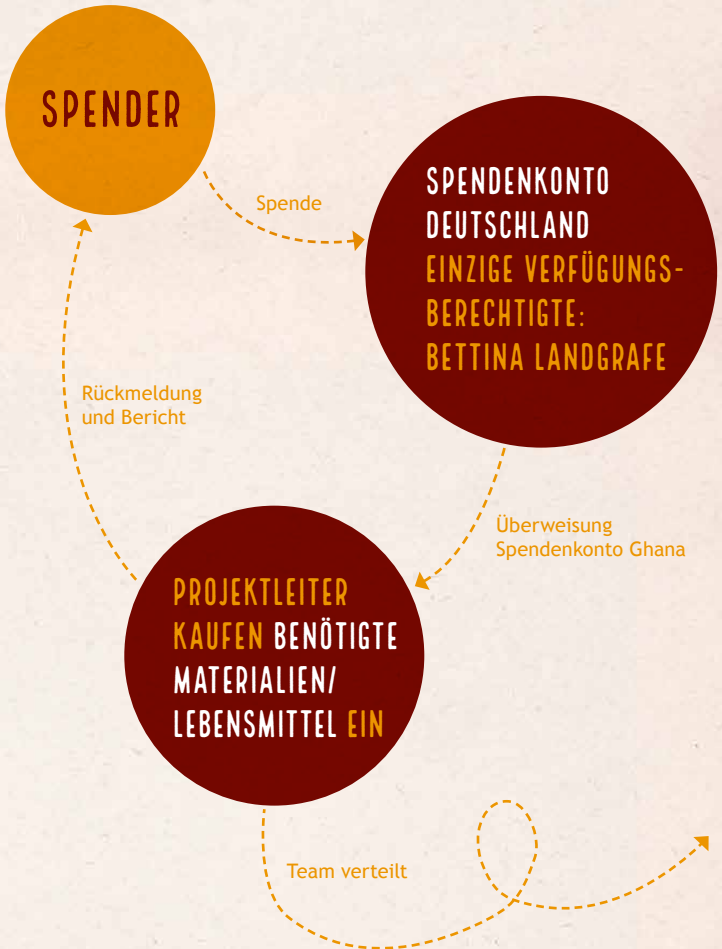 SPENDER
Spende
SPENDENKONTO
DEUTSCHLAND
EINZIGE VERFÜGUNGS-
BERECHTIGTE:
BETTINA LANDGRAFE
Rückmeldung
und Bericht
Überweisung
Spendenkonto Ghana
PROJEKTLEITER
KAUFEN BENÖTIGTE
MATERIALIEN/
LEBENSMITTEL EIN
Team verteilt